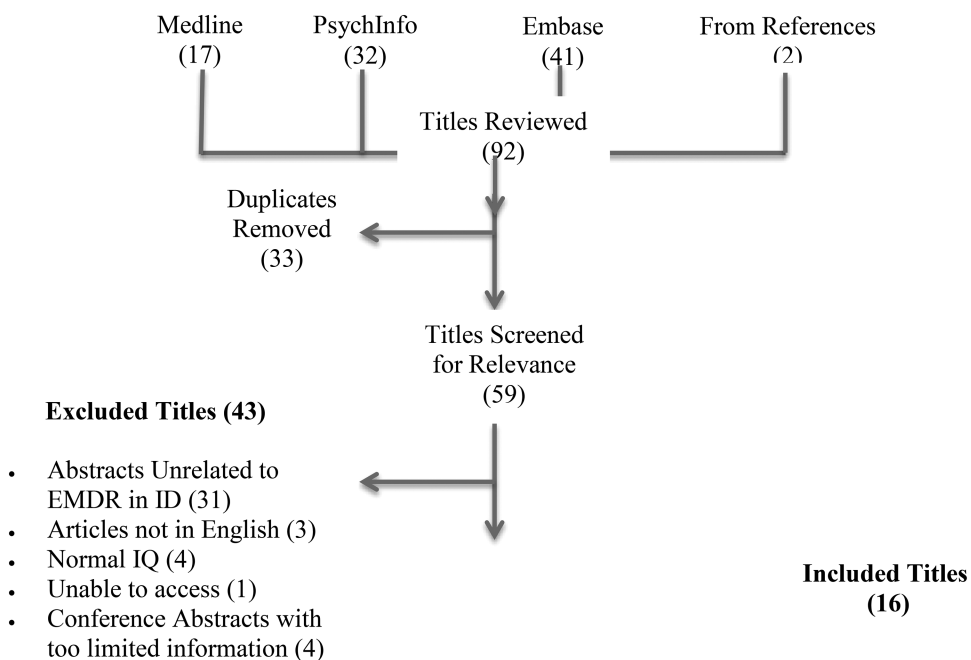 Medline
(17)
PsychInfo
(32)
Embase
(41)
From References
(2)
Titles Reviewed
(92)
Duplicates
Removed
(33)
Titles Screened
for Relevance
(59)
Excluded Titles (43)
• Abstracts Unrelated to
EMDR in ID (31)
• Articles not in English (3)
• Normal IQ (4)
• Unable to access (1)
• Conference Abstracts with
too limited information (4)
Included Titles
(16)